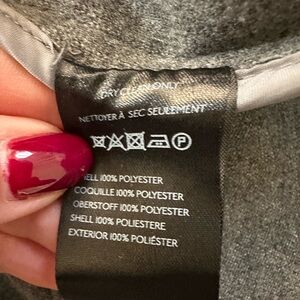 DRY CLEAN ONLY
NETTOYER À SEC SEULEMENT
P
ELL 100% POLYESTER
COQUILLE 100% POLYESTER
OBERSTOFF 100% POLYESTER
SHELL 100% POLIESTERE
EXTERIOR 100% POLIÉSTER